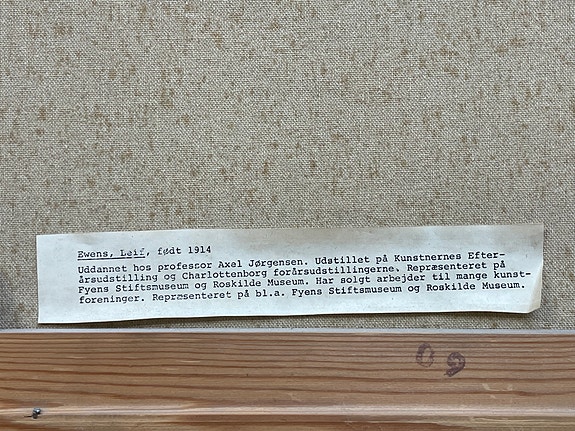 Ewens, Leif, født 1914
Uddannet hos professor Axel Jørgensen. Udstillet på Kunstnernes Efter-
årsudstilling og Charlottenborg forårsudstillingerne. Repræsenteret på
Fyens Stiftsmuseum og Roskilde Museum. Har solgt arbejder til mange kunst-
foreninger. Repræsenteret på bl.a. Fyens Stiftsmuseum og Roskilde Museum.
09